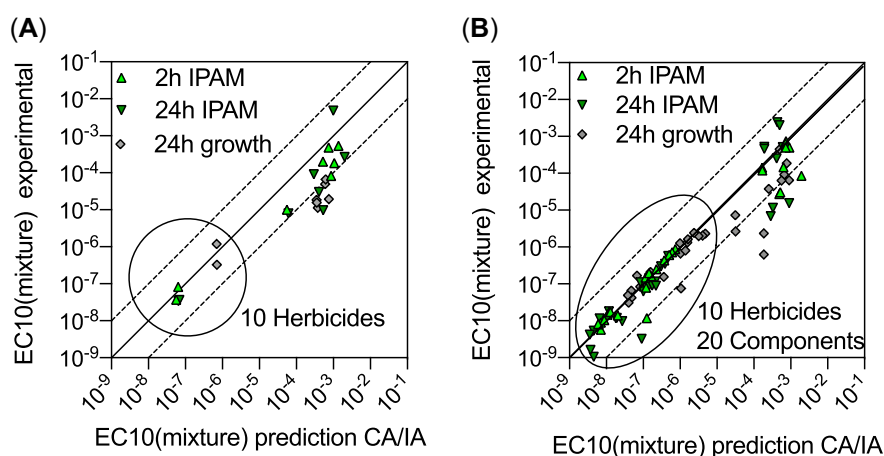 (A)
EC10(mixture) experimental
10-1
10-2
10-3
10-4
10-5
10-6
10-7
10-8
10-9
2h IPAM
24h IPAM
24h growth
10 Herbicides
10-9 10-8 10-7 10-6 10-5 10-4 10-3 10-2 10-1
EC10(mixture) prediction CA/IA
(B)
EC10(mixture) experimental
10-1
10-2
10-3
10-4
10-5
10-6
10-7
10-8
10-9
2h IPAM
24h IPAM
24h growth
10 Herbicides
20 Components
10-9 10-8 10-7 10-6 10-5 10-4 10-3 10-2 10-1
EC10(mixture) prediction CA/IA